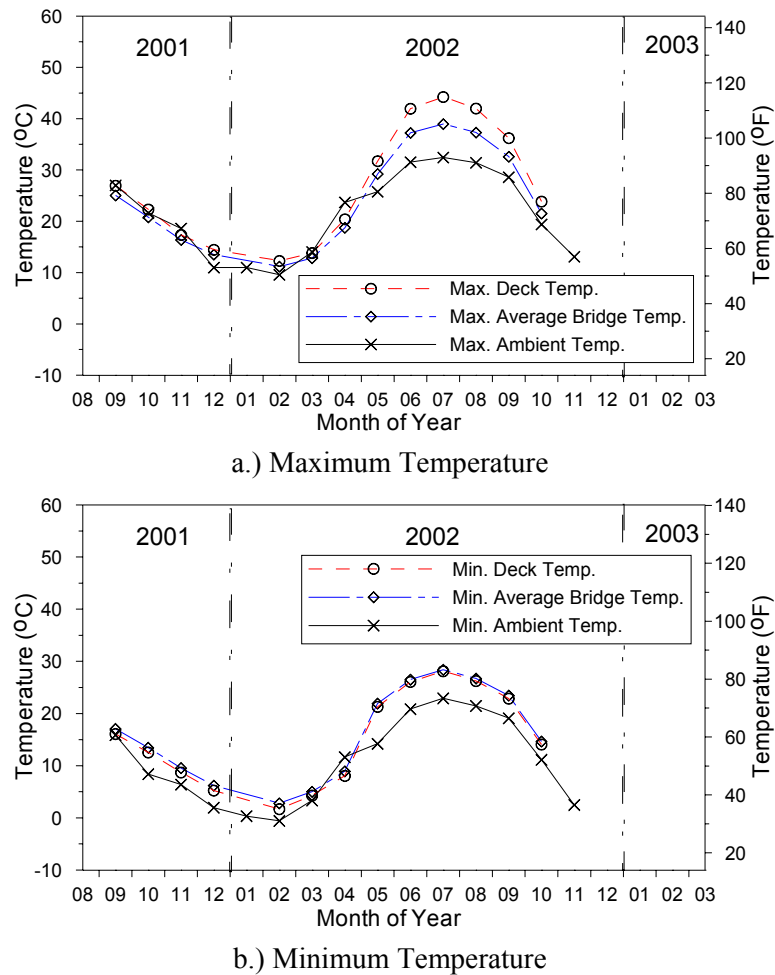 2001 2002 2003
60
50
40
30
20
10
0
-10
Temperature (ºC)
140
120
100
80
60
40
20
Temperature (ºF)
Max. Deck Temp.
Max. Average Bridge Temp.
Max. Ambient Temp.
08 09 10 11 12 01 02 03 04 05 06 07 08 09 10 11 12 01 02 03
Month of Year
a.) Maximum Temperature
2001 2002 2003
60
50
40
30
20
10
0
-10
Temperature (ºC)
140
120
100
80
60
40
20
Temperature (ºF)
Min. Deck Temp.
Min. Average Bridge Temp.
Min. Ambient Temp.
08 09 10 11 12 01 02 03 04 05 06 07 08 09 10 11 12 01 02 03
Month of Year
b.) Minimum Temperature